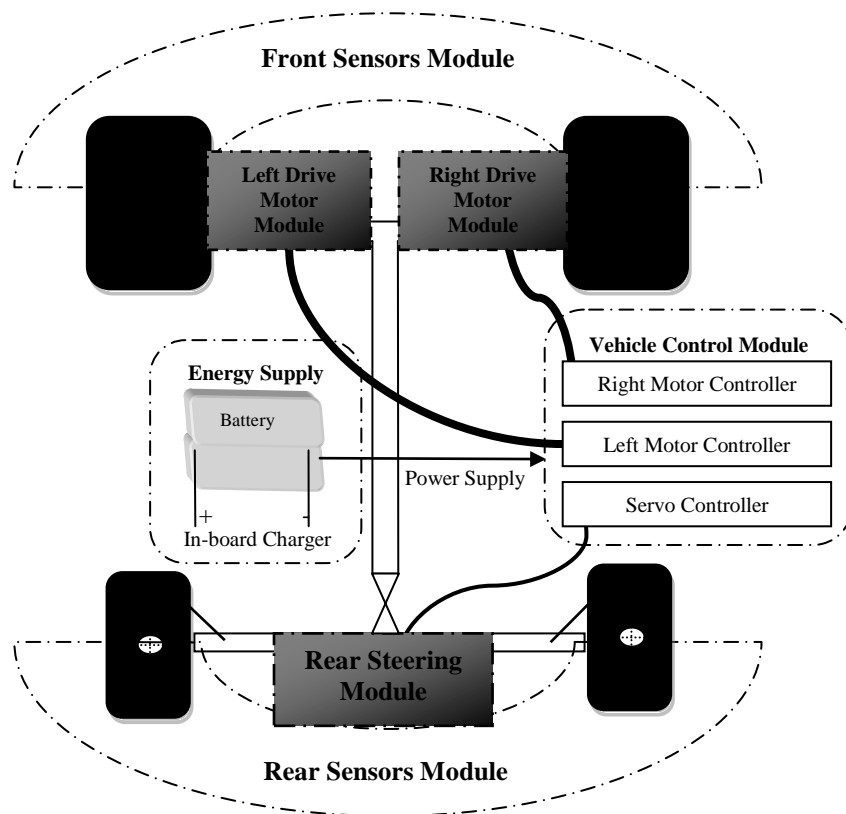 Front Sensors Module
Left Drive
Motor
Module
Right Drive
Motor
Module
Vehicle Control Module
Right Motor Controller
Left Motor Controller
Servo Controller
Energy Supply
Battery
+ -
In-board Charger
Power Supply
Rear Steering
Module
Rear Sensors Module